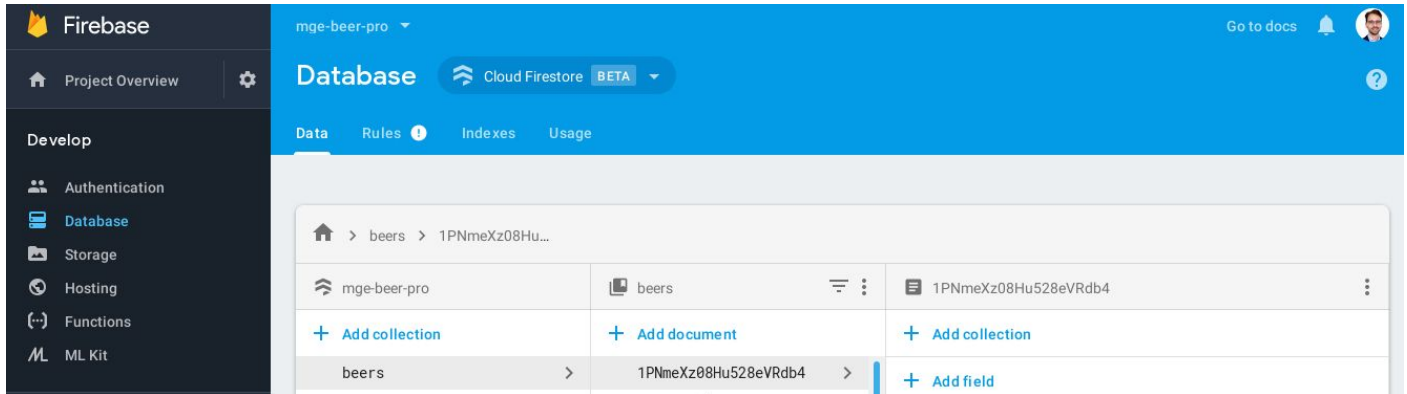 Firebase
mge-beer-pro
Go to docs
Project Overview
Database
Cloud Firestore BETA
Develop
Data Rules Indexes Usage
Authentication
Database
Storage
Hosting
Functions
ML Kit
beers > 1PNmeXz08Hu...
mge-beer-pro
beers
1PNmeXz08Hu528eVRdb4
+ Add collection
+ Add document
+ Add collection
beers
1PNmeXz08Hu528eVRdb4
+ Add field